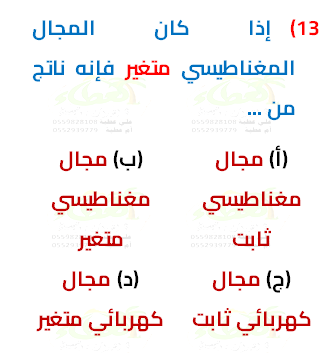 13) إذا كان المجال
المغناطيسي متغير فإنه ناتج
من ...
(أ) مجال (ب) مجال
مغناطيسي مغناطيسي
ثابت متغير
(ج) مجال (د) مجال
كهربائي ثابت كهربائي متغير